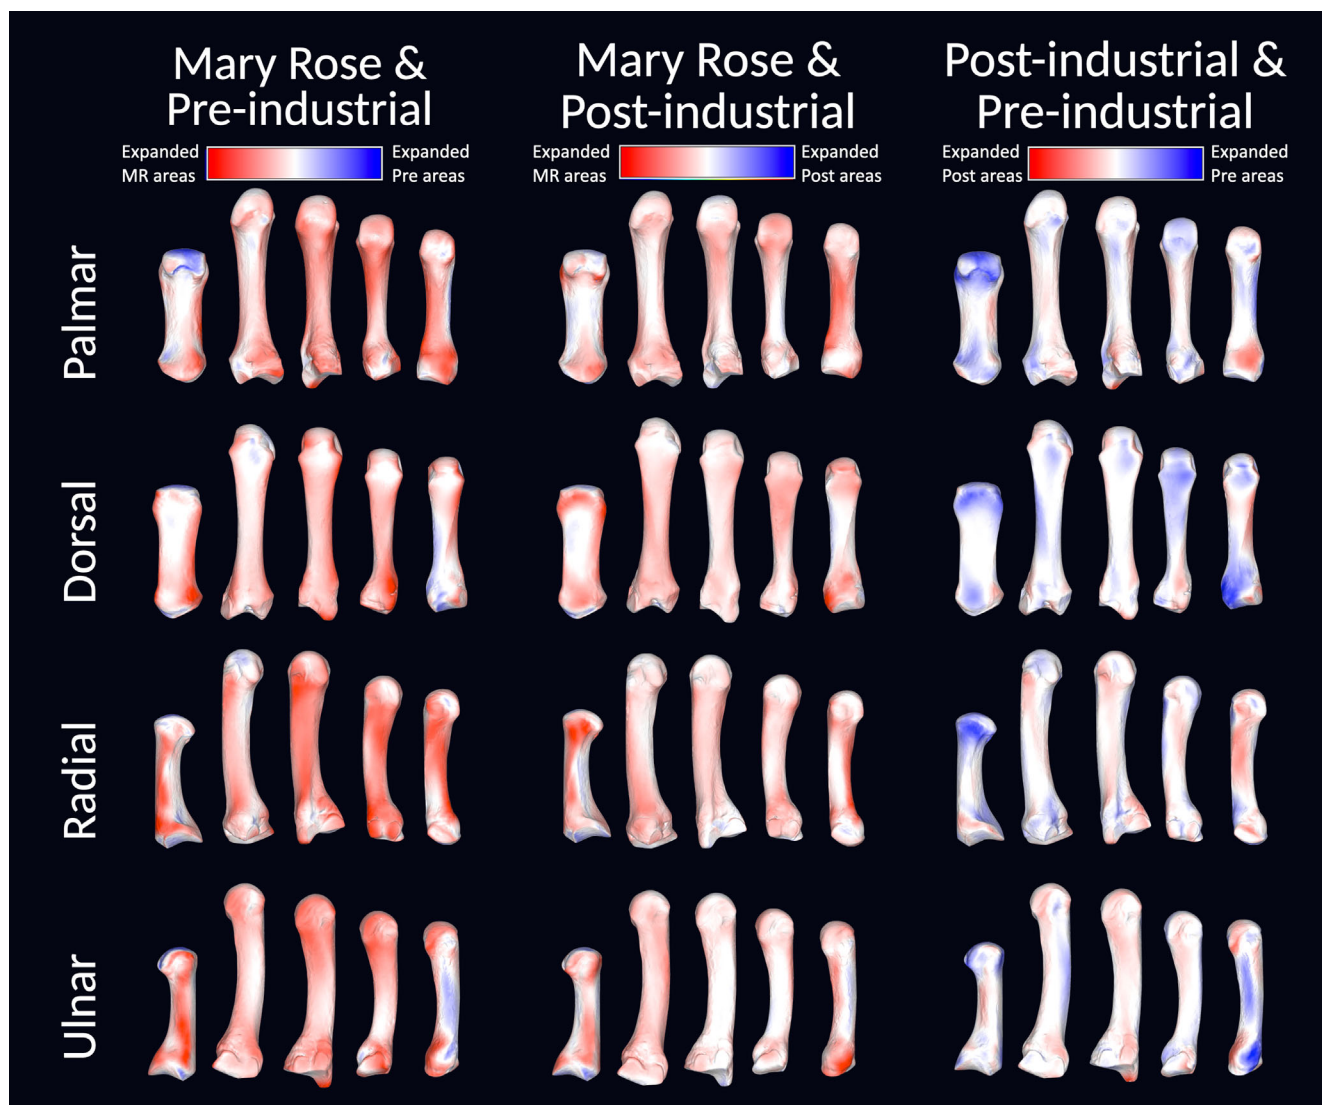 Mary Rose &
Pre-industrial
Expanded
MR areas
Expanded
Pre areas
Mary Rose &
Post-industrial
Expanded
MR areas
Expanded
Post areas
Post-industrial &
Pre-industrial
Expanded
Post areas
Expanded
Pre areas
Palmar
Dorsal
Radial
Ulnar